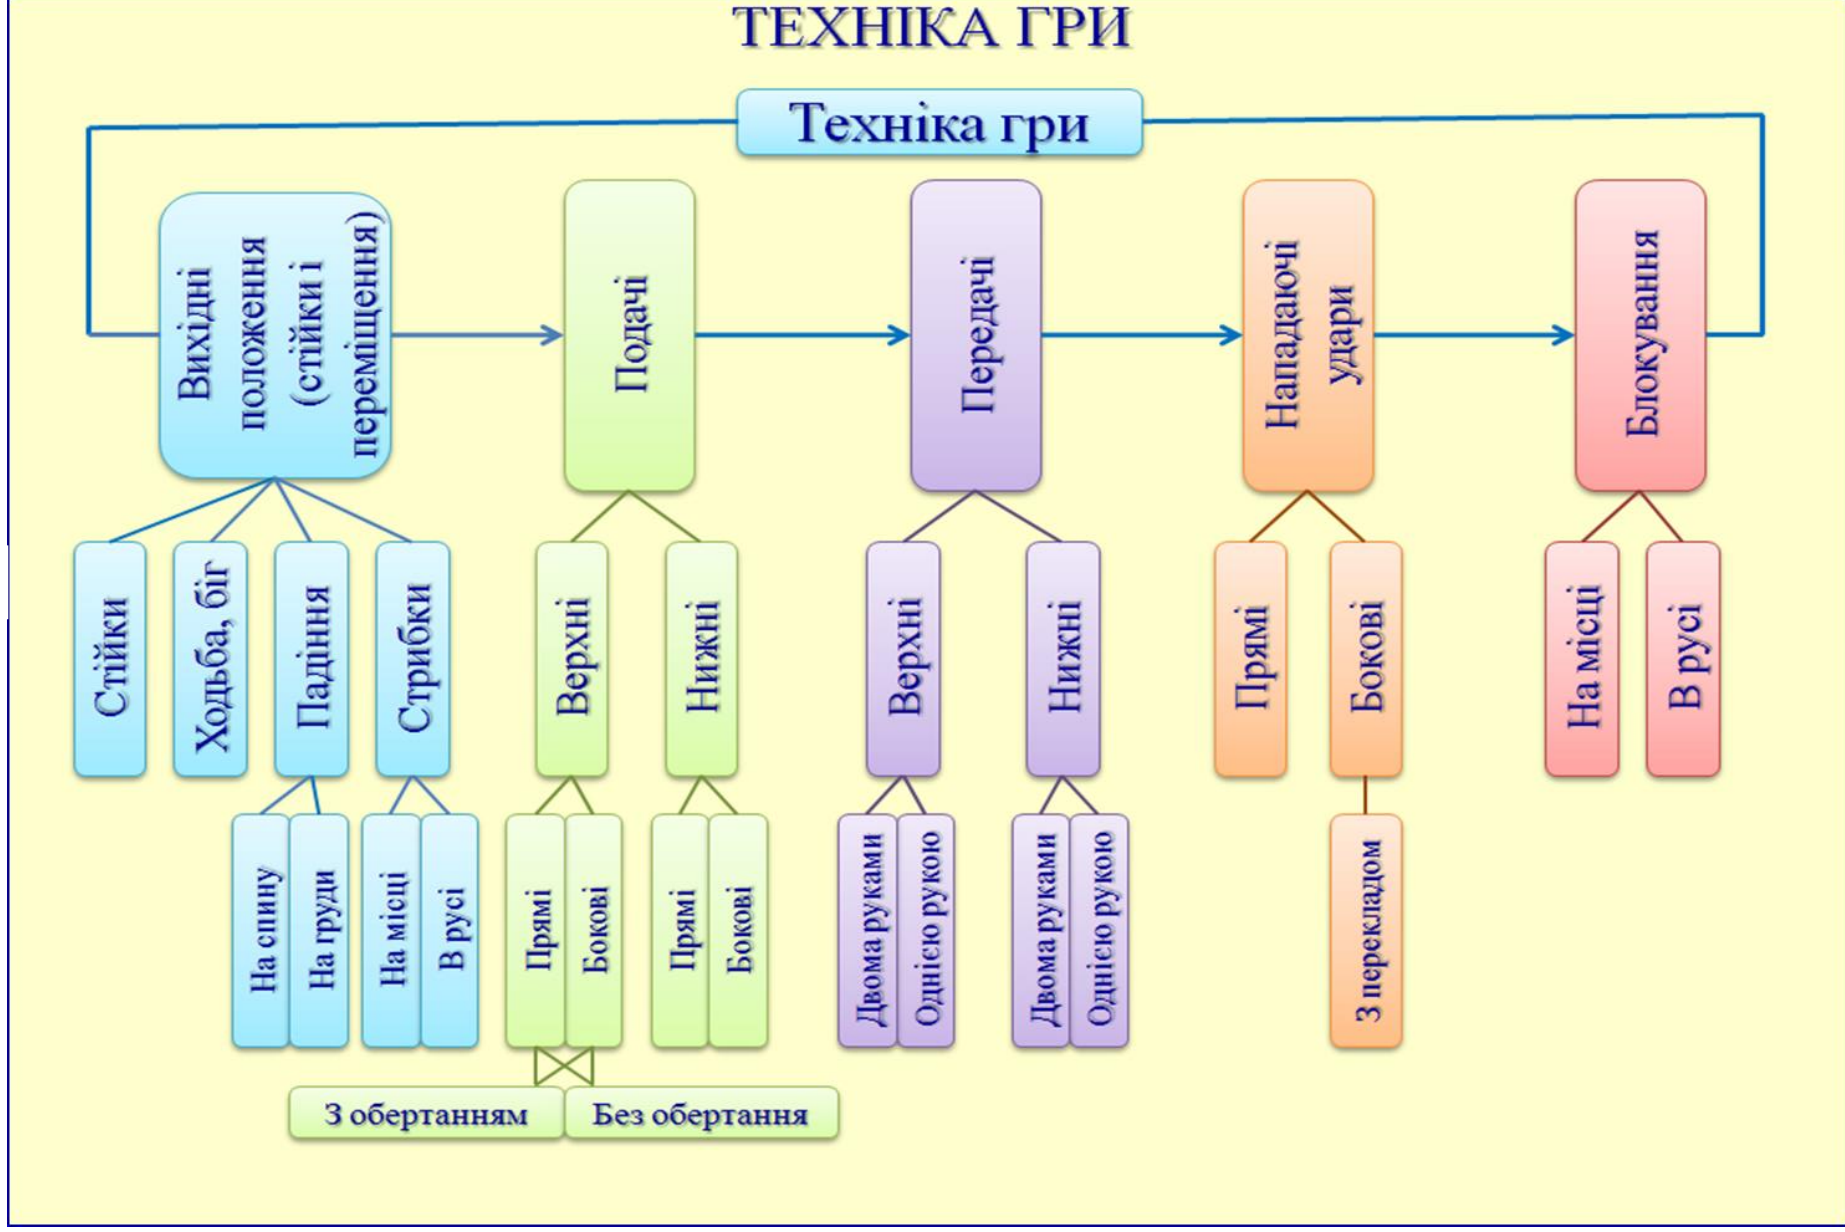 ТЕХНІКА ГРИ
Техніка гри
Вихідні
положення
(стійки і
переміщення)
Подачі
Передачі
Нападаючі
удари
Блокування
Стійки
Ходьба, біг
Падіння
Стрибки
Верхні
Нижні
Верхні
Нижні
Прямі
Бокові
На місці
В русі
На спину
На груди
На місці
В русі
Прямі
Бокові
Прямі
Бокові
Двома руками
Однією рукою
Двома руками
Однією рукою
З перекладом
З обертанням
Без обертання